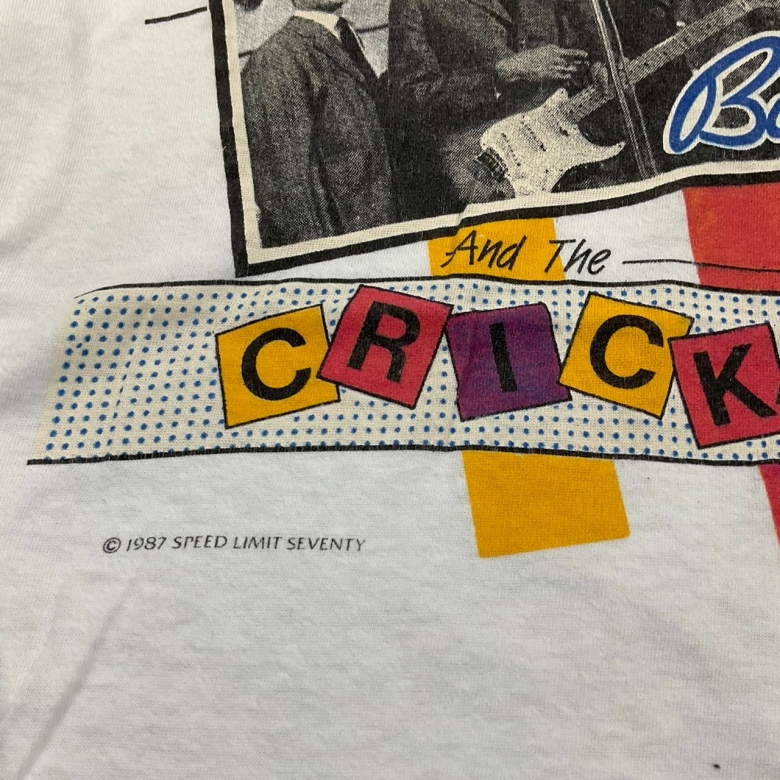 And The
CRICK
© 1987 SPEED LIMIT SEVENTY